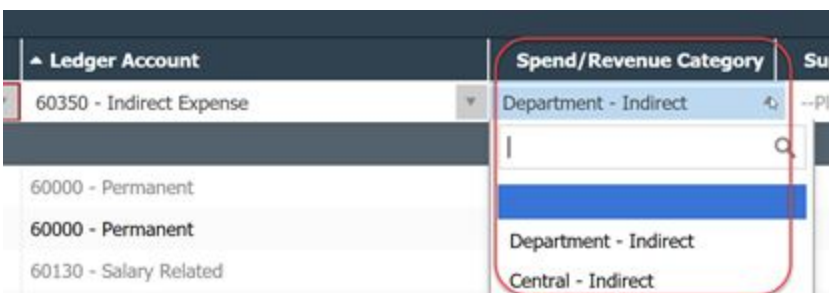 Ledger Account Spend/Revenue Category Su
60350 - Indirect Expense Department - Indirect --Pl
60000 - Permanent
60000 - Permanent
Department - Indirect
60130 - Salary Related
Central - Indirect